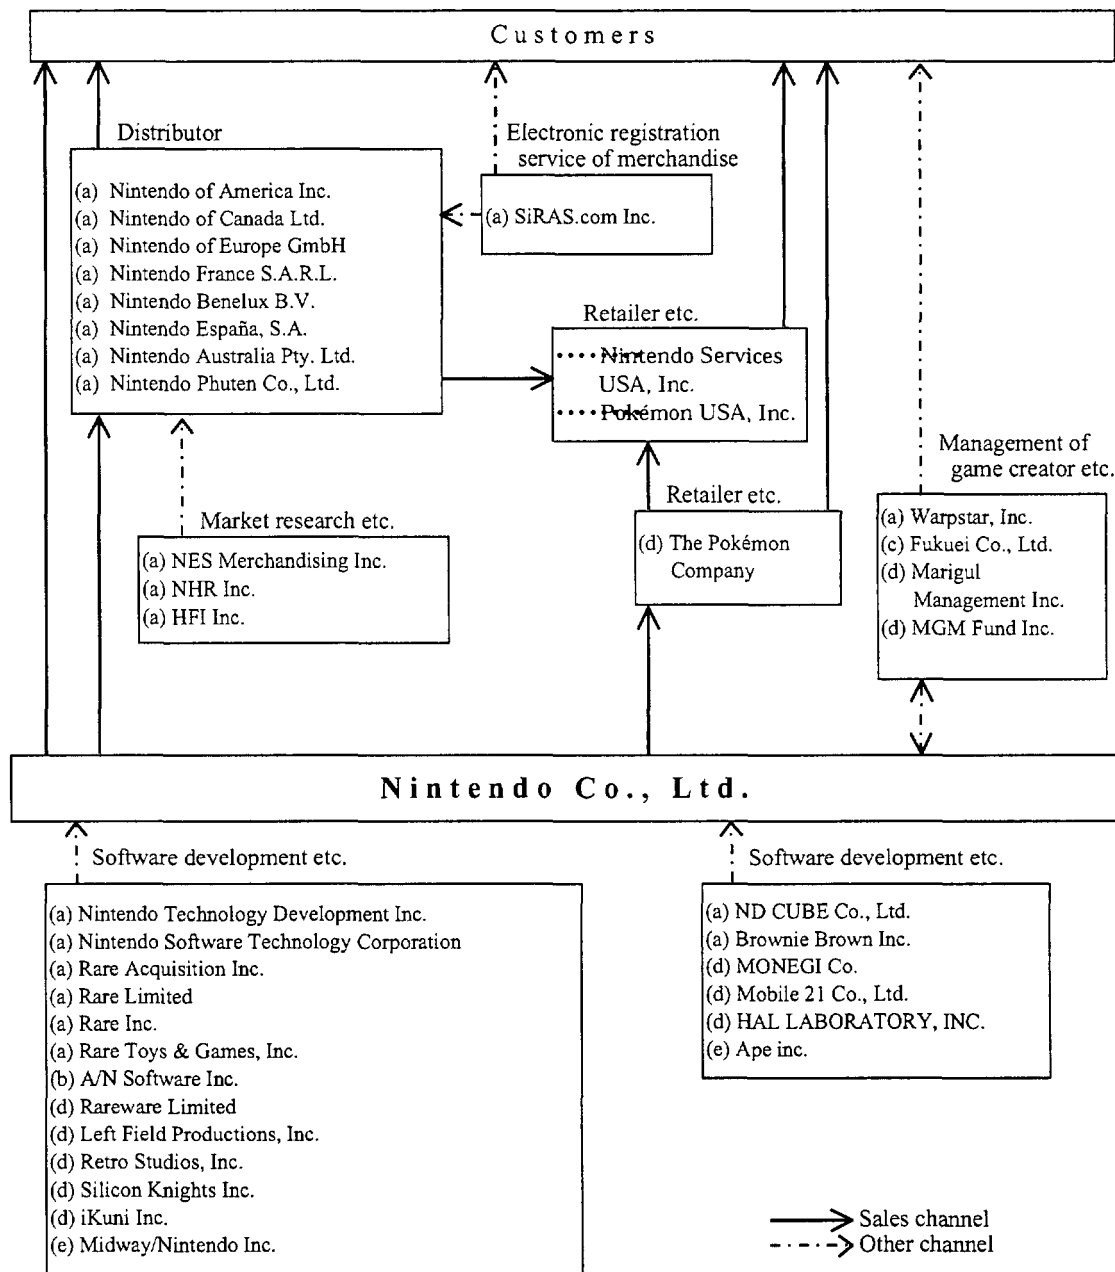 Customers
Distributor
(a) Nintendo of America Inc.
(a) Nintendo of Canada Ltd.
(a) Nintendo of Europe GmbH
(a) Nintendo France S.A.R.L.
(a) Nintendo Benelux B.V.
(a) Nintendo España, S.A.
(a) Nintendo Australia Pty. Ltd.
(a) Nintendo Phuten Co., Ltd.
Electronic registration
service of merchandise
(a) SiRAS.com Inc.
Retailer etc.
Nintendo Services
USA, Inc.
Pokémon USA, Inc.
Market research etc.
(a) NES Merchandising Inc.
(a) NHR Inc.
(a) HFI Inc.
Retailer etc.
(d) The Pokémon
Company
Management of
game creator etc.
(a) Warpstar, Inc.
(c) Fukuei Co., Ltd.
(d) Marigul
Management Inc.
(d) MGM Fund Inc.
Nintendo Co., Ltd.
Software development etc.
(a) Nintendo Technology Development Inc.
(a) Nintendo Software Technology Corporation
(a) Rare Acquisition Inc.
(a) Rare Limited
(a) Rare Inc.
(a) Rare Toys & Games, Inc.
(b) A/N Software Inc.
(d) Rareware Limited
(d) Left Field Productions, Inc.
(d) Retro Studios, Inc.
(d) Silicon Knights Inc.
(d) iKuni Inc.
(e) Midway/Nintendo Inc.
Software development etc.
(a) ND CUBE Co., Ltd.
(a) Brownie Brown Inc.
(d) MONEGI Co.
(d) Mobile 21 Co., Ltd.
(d) HAL LABORATORY, INC.
(e) Ape inc.
Sales channel
Other channel